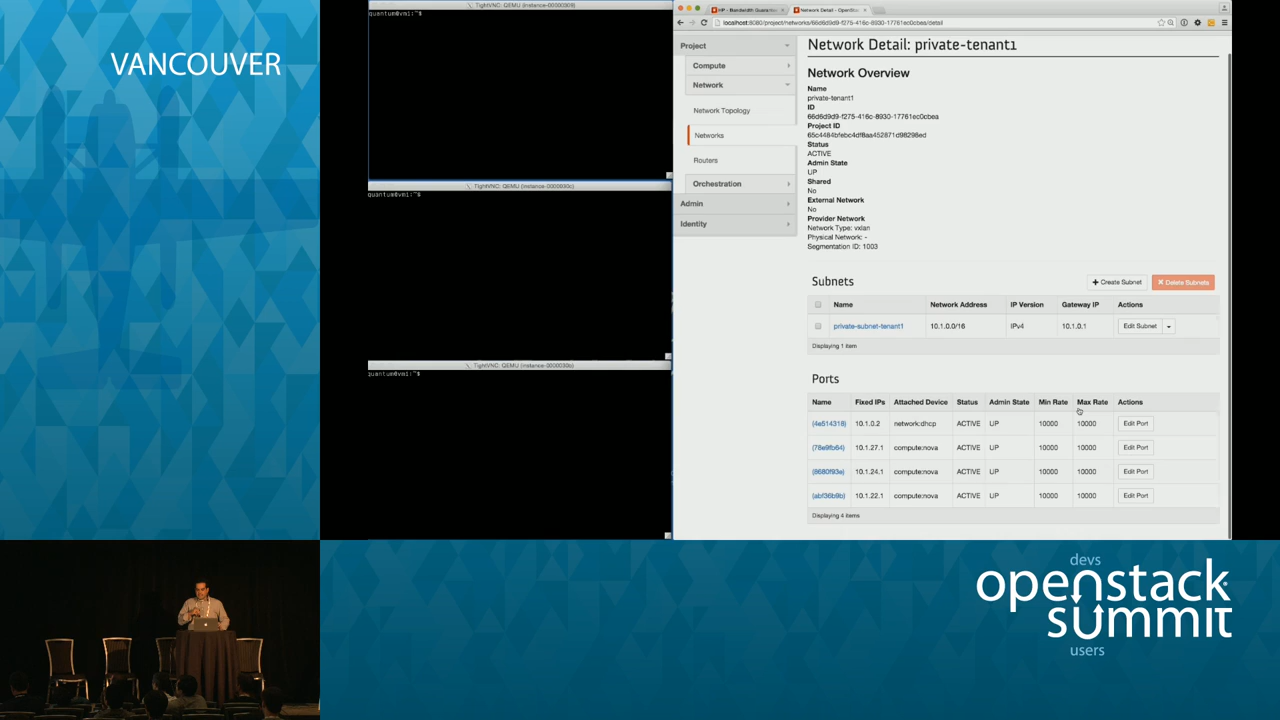 VANCOUVER
TightVNC: QEMU (instance-00000309)
quantum@vm1:~$
TightVNC: QEMU (instance-0000030c)
quantum@vm1:~$
TightVNC: QEMU (instance-0000030c)
quantum@vm1:~$
HP - Bandwidth Guarantee
Network Detail - OpenStack
localhost:8080/project/networks/66d6d9d9-f275-416c-8930-17761ec0cbea/detail
Project
Compute
Network
Network Topology
Networks
Routers
Orchestration
Admin
Identity
Network Detail: private-tenant1
Network Overview
Name
private-tenant1
ID
66d6d9d9-f275-416c-8930-17761ec0cbea
Project ID
65c4484bfebc4df8aa452871d98298ed
Status
ACTIVE
Admin State
UP
Shared
No
External Network
No
Provider Network
Network Type: vxlan
Physical Network: -
Segmentation ID: 1003
Subnets
+ Create Subnet
Delete Subnets
Name Network Address IP Version Gateway IP Actions
private-subnet-tenant1 10.1.0.0/16 IPv4 10.1.0.1 Edit Subnet
Displaying 1 item
Ports
Name Fixed IPs Attached Device Status Admin State Min Rate Max Rate Actions
(4e514318) 10.1.0.2 network:dhcp ACTIVE UP 10000 10000 Edit Port
(78e9fb64) 10.1.27.1 compute:nova ACTIVE UP 10000 10000 Edit Port
(8680f93e) 10.1.24.1 compute:nova ACTIVE UP 10000 10000 Edit Port
(abf36b9b) 10.1.22.1 compute:nova ACTIVE UP 10000 10000 Edit Port
Displaying 4 items
devs
openstack
summit
users